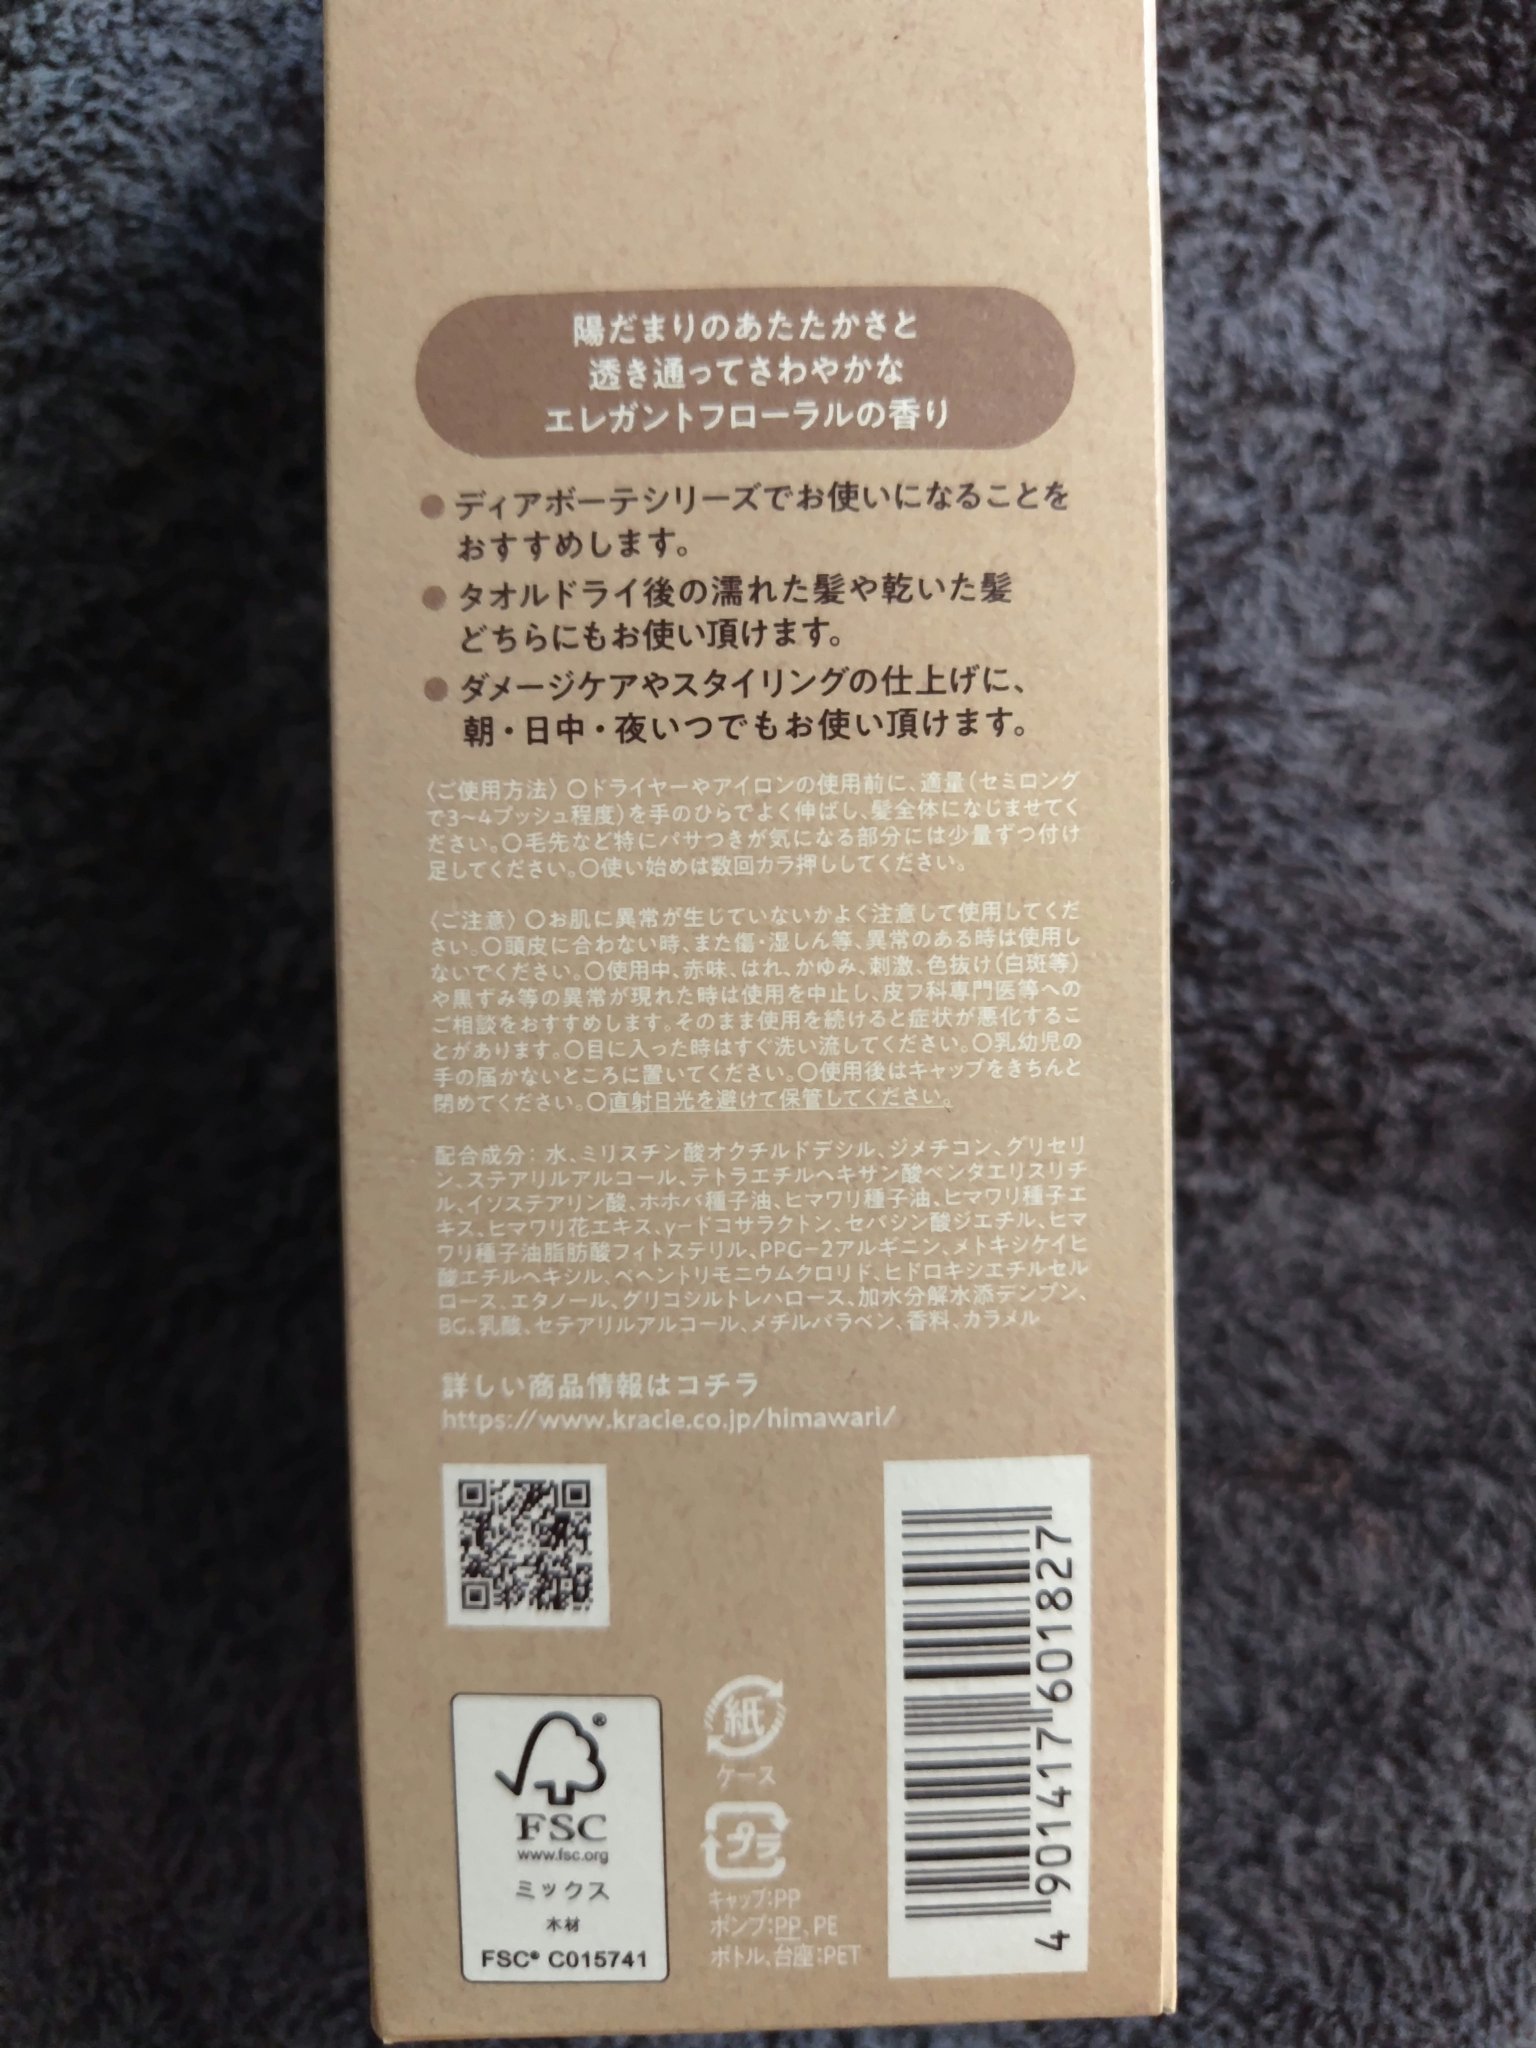 陽だまりのあたたかさと
透き通ってさわやかな
エレガントフローラルの香り
●ディアボーテシリーズでお使いになることを
おすすめします。
●タオルドライ後の濡れた髪や乾いた髪
どちらにもお使い頂けます。
●ダメージケアやスタイリングの仕上げに、
朝・日中・夜いつでもお使い頂けます。
〈ご使用方法〉○ドライヤーやアイロンの使用前に、適量(セミロング
で3~4プッシュ程度)を手のひらでよく伸ばし、髪全体になじませてく
ださい。○毛先など特にパサつきが気になる部分には少量ずつ付け
足してください。○使い始めは数回カラ押ししてください。
〈ご注意〉○お肌に異常が生じていないかよく注意して使用してくだ
さい。○頭皮に合わない時、また傷・湿しん等、異常のある時は使用し
ないでください。○使用中、赤味、はれ、かゆみ、刺激、色抜け(白斑等)
や黒ずみ等の異常が現れた時は使用を中止し、皮フ科専門医等への
ご相談をおすすめします。そのまま使用を続けると症状が悪化するこ
とがあります。○目に入った時はすぐ洗い流してください。○乳幼児の
手の届かないところに置いてください。○使用後はキャップをきちんと
閉めてください。○直射日光を避けて保管してください。
配合成分: 水、ミリスチン酸オクチルドデシル、ジメチコン、グリセリ
ン、ステアリルアルコール、テトラエチルヘキサン酸ペンタエリスリチ
ル、イソステアリン酸、ホホバ種子油、ヒマワリ種子油、ヒマワリ種子エ
キス、ヒマワリ花エキス、γ-ドコサラクトン、セバシン酸ジエチル、ヒマ
ワリ種子油脂肪酸フィトステリル、PPG-2アルギニン、メトキシケイヒ
酸エチルヘキシル、ベヘントリモニウムクロリド、ヒドロキシエチルセル
ロース、エタノール、グリコシルトレハロース、加水分解水添デンプン、
BG、乳酸、セテアリルアルコール、メチルパラベン、香料、カラメル
詳しい商品情報はコチラ
https://www.kracie.co.jp/himawari/
FSC®
www.fsc.org
ミックス
木材
FSC® C015741
紙
ケース
プラ
キャップ:PP
ポンプ:PP、PE
ボトル、台座:PET
4 901417 601827